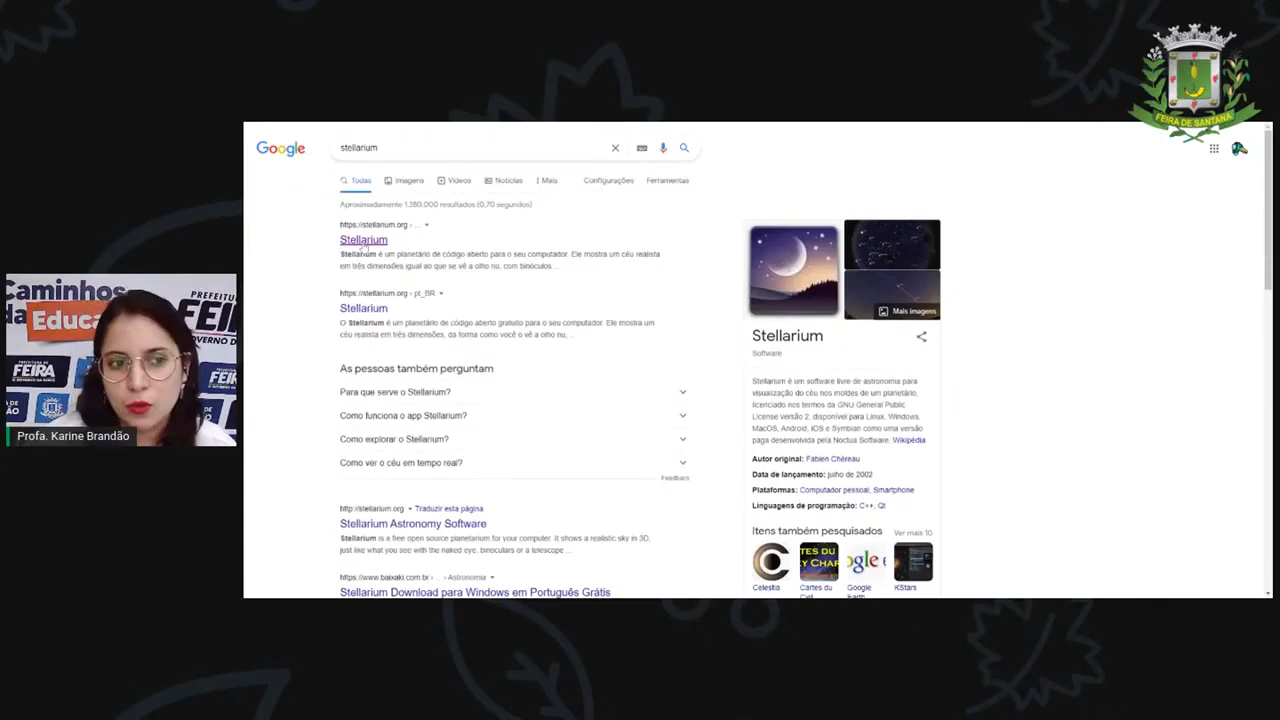 FEIRA DE SANTANA
Google
stellarium
Todas
Imagens
Vídeos
Notícias
Mais
Configurações
Ferramentas
Aproximadamente 1.280.000 resultados (0,70 segundos)
https://stellarium.org › ...
Stellarium
Stellarium é um planetário de código aberto para o seu computador. Ele mostra um céu realista
em três dimensões igual ao que se vê a olho nu, com binóculos ...
https://stellarium.org › pt_BR
Stellarium
O Stellarium é um planetário de código aberto gratuito para o seu computador. Ele mostra um
céu realista em três dimensões, da forma como você o vê a olho nu, ...
As pessoas também perguntam
Para que serve o Stellarium?
Como funciona o app Stellarium?
Como explorar o Stellarium?
Como ver o céu em tempo real?
Feedback
http://stellarium.org
Traduzir esta página
Stellarium Astronomy Software
Stellarium is a free open source planetarium for your computer. It shows a realistic sky in 3D,
just like what you see with the naked eye, binoculars or a telescope ...
https://www.baixaki.com.br › ... › Astronomia
Stellarium Download para Windows em Português Grátis
Mais imagens
Stellarium
Software
Stellarium é um software livre de astronomia para
visualização do céu nos moldes de um planetário,
licenciado nos termos da GNU General Public
License versão 2, disponível para Linux, Windows,
MacOS, Android, iOS e Symbian como uma versão
paga desenvolvida pela Noctua Software. Wikipédia
Autor original: Fabien Chéreau
Data de lançamento: julho de 2002
Plataformas: Computador pessoal, Smartphone
Linguagens de programação: C++, Qt
Itens também pesquisados
Ver mais 10
Celestia
Cartes du
Ciel
Google
Earth
KStars
Caminhos
da
Educa
PREFEITU
FEI
VERNO D
FEIRA
Profa. Karine Brandão